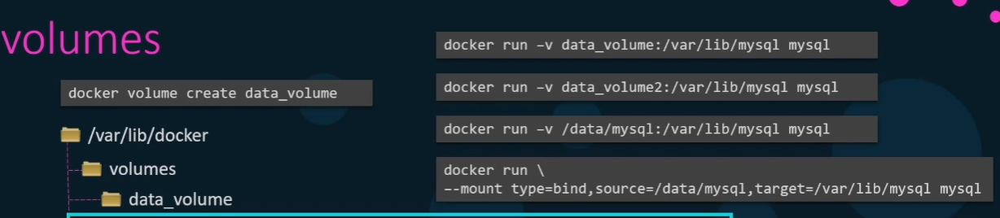 volumes
docker volume create data_volume
/var/lib/docker
volumes
data_volume
docker run –v data_volume:/var/lib/mysql mysql
docker run –v data_volume2:/var/lib/mysql mysql
docker run –v /data/mysql:/var/lib/mysql mysql
docker run \
--mount type=bind,source=/data/mysql,target=/var/lib/mysql mysql